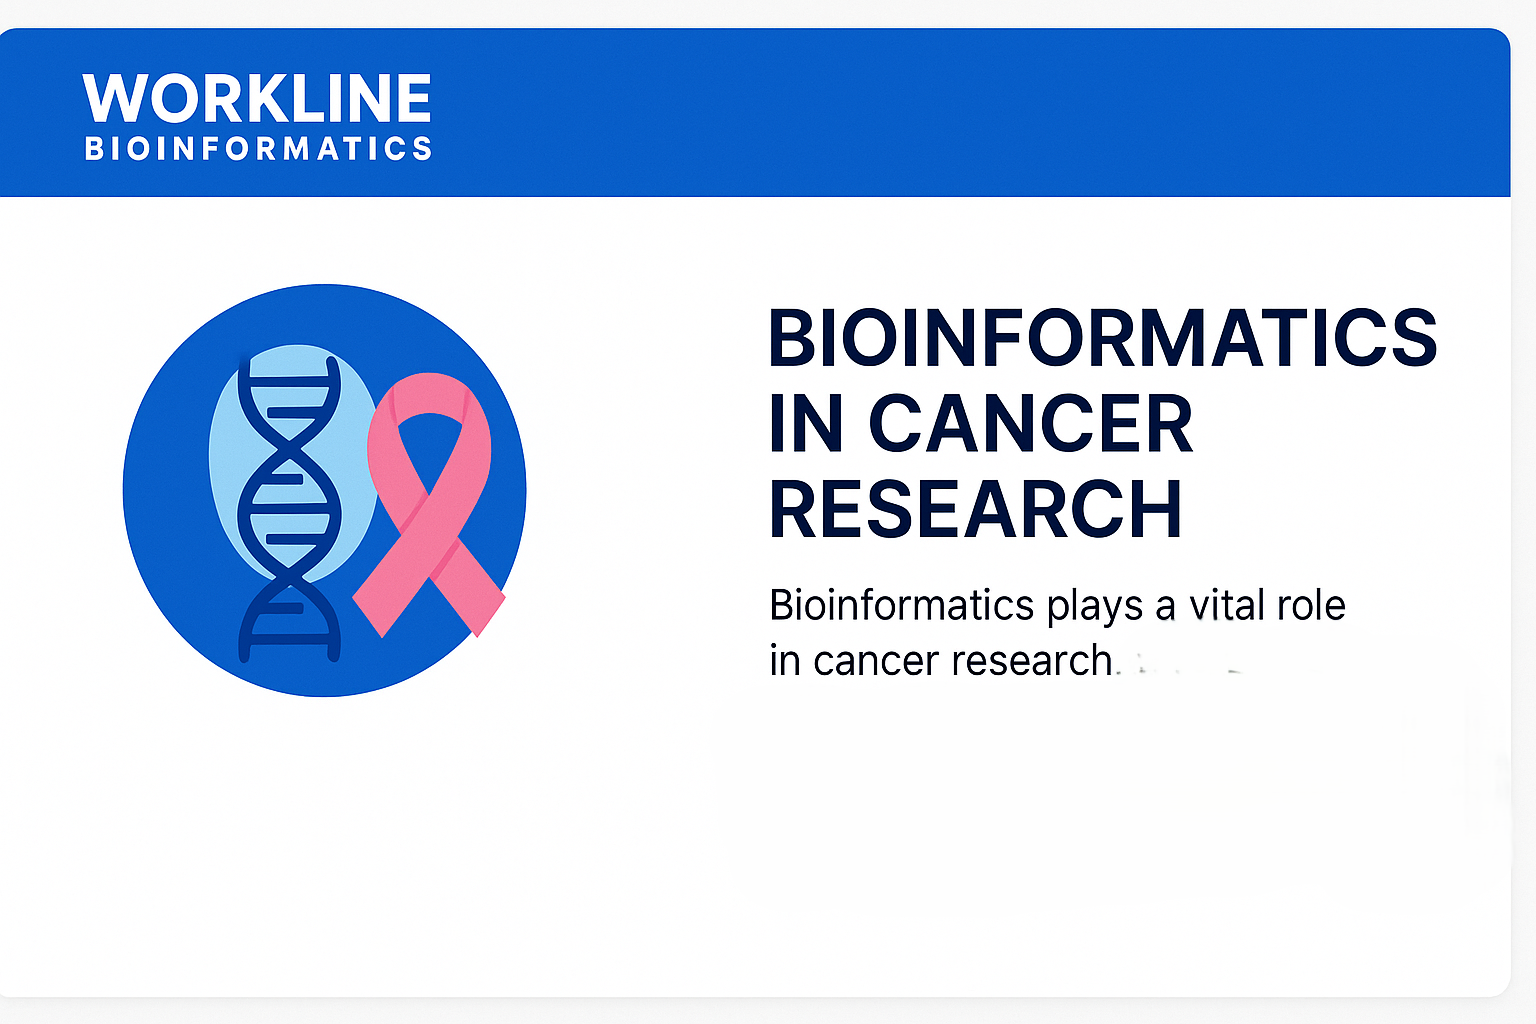 WORKLINE
BIOINFORMATICS
BIOINFORMATICS
IN CANCER
RESEARCH
Bioinformatics plays a vital role
in cancer research.